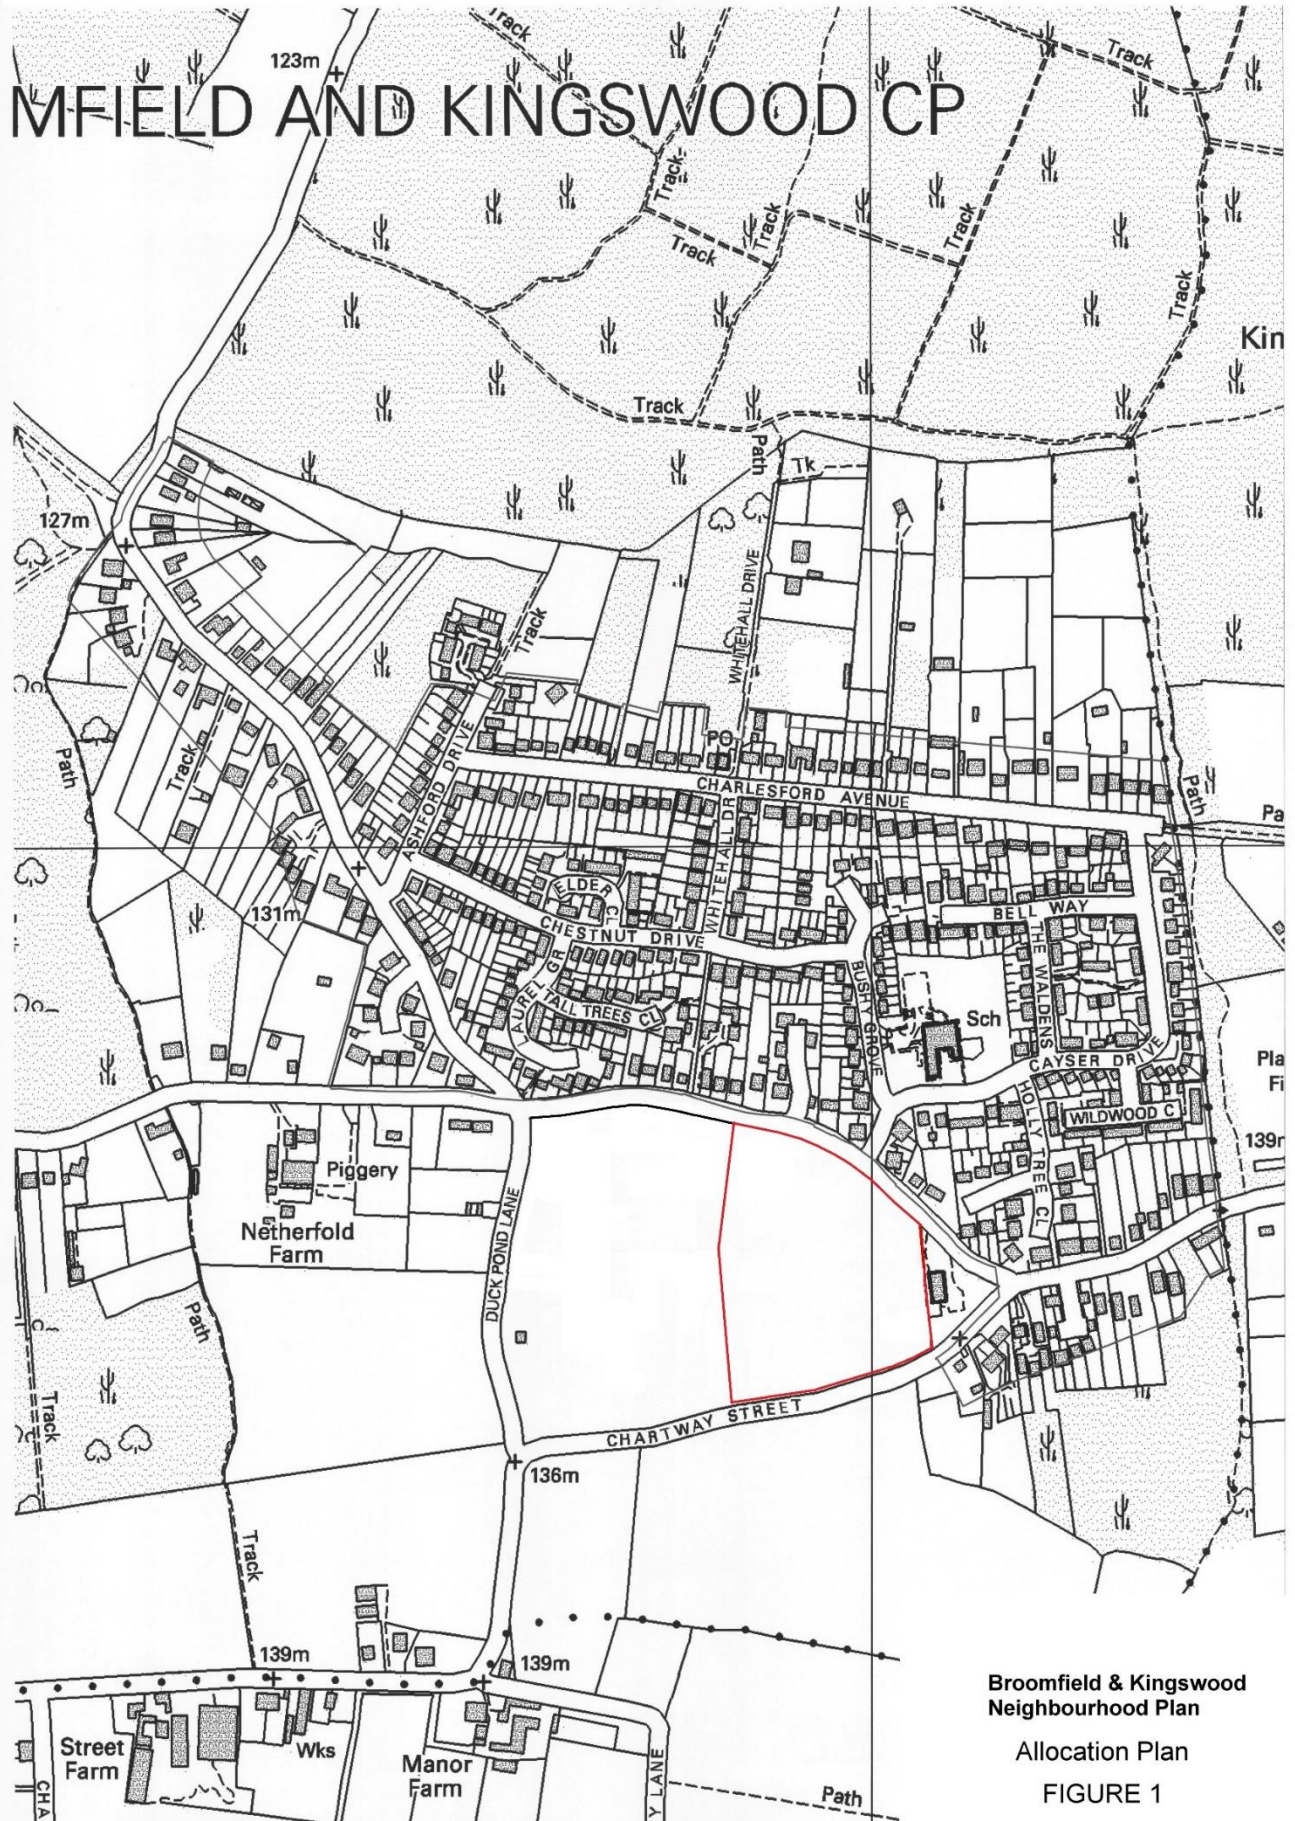 Track
123m
Track
MFIELD AND KINGSWOOD CP
Track
Track
Track
Track
Track
Kin
Track
Path
Tk
127m
WHITEHALL DRIVE
Track
Path
Track
ASHFORD DRIVE
PO
CHARLESFORD AVENUE
Path
Pa
WHITEHALL DR
ELDER CL
131m
CHESTNUT DRIVE
BELL WAY
LAUREL GR
TALL TREES CL
BUSHY GROVE
THE WALDENS
Sch
CAYSER DRIVE
Pla
Fi
HOLLY TREE CL
WILDWOOD C
139m
Piggery
Netherfold
Farm
DUCK POND LANE
Path
Track
CHARTWAY STREET
136m
Track
139m
139m
Street
Farm
Wks
Manor
Farm
CHA
Y LANE
Path
Broomfield & Kingswood
Neighbourhood Plan
Allocation Plan
FIGURE 1